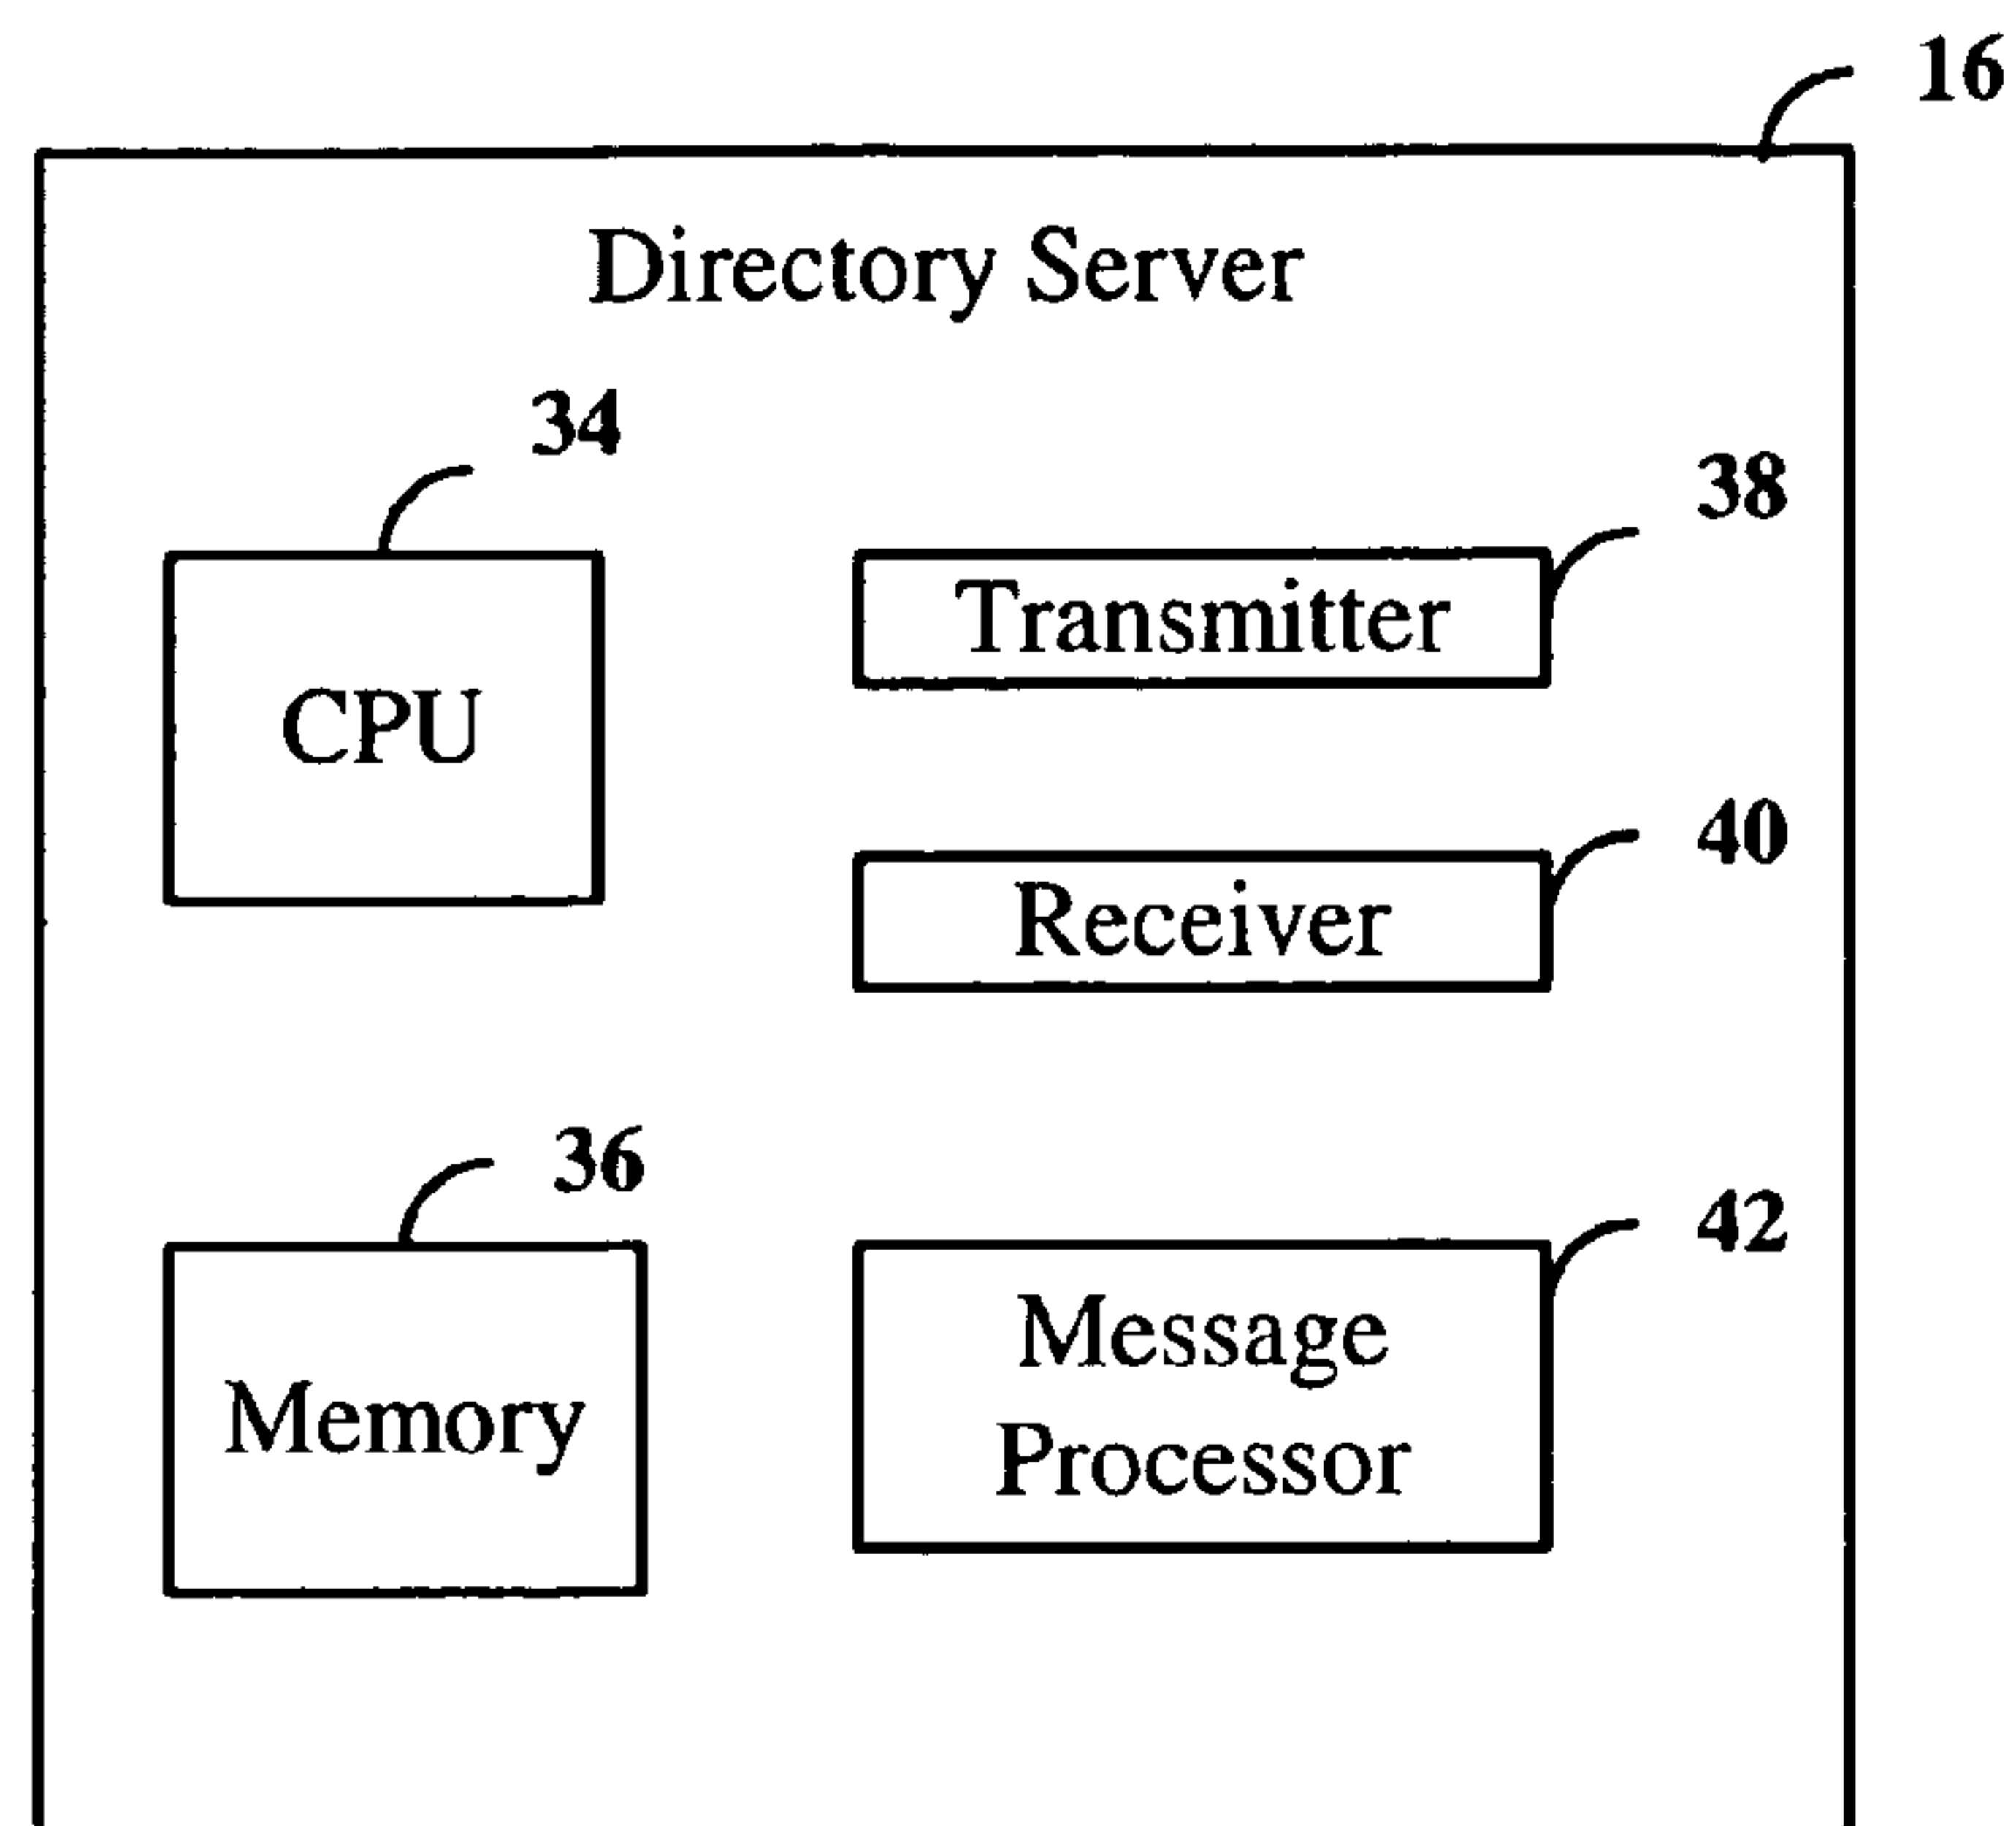 16
Directory Server
34
38
Transmitter
CPU
40
Receiver
36
42
Message
Processor
Memory